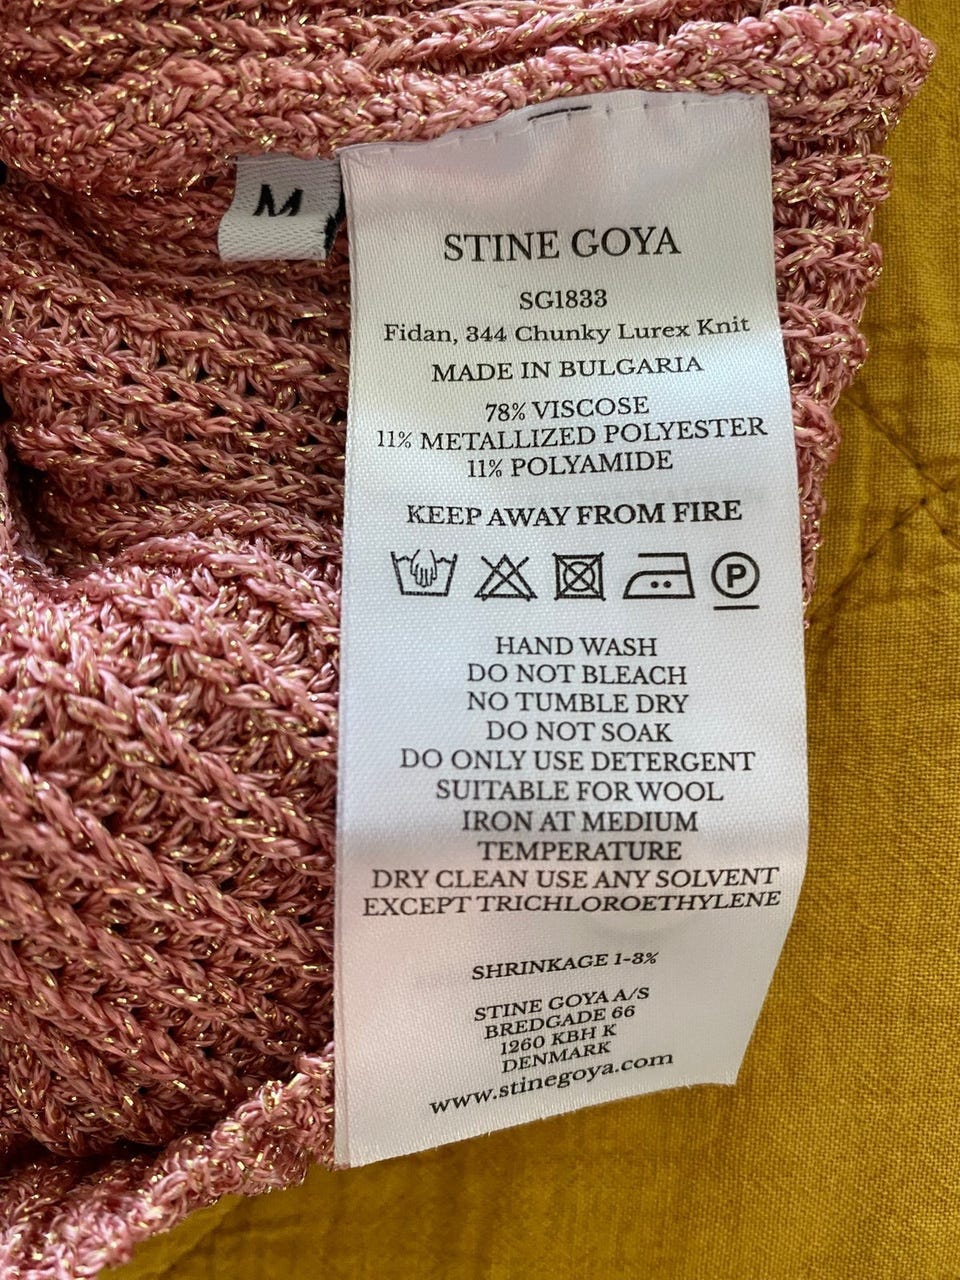 M
STINE GOYA
SG1833
Fidan, 344 Chunky Lurex Knit
MADE IN BULGARIA
78% VISCOSE
11% METALLIZED POLYESTER
11% POLYAMIDE
KEEP AWAY FROM FIRE
P
HAND WASH
DO NOT BLEACH
NO TUMBLE DRY
DO NOT SOAK
DO ONLY USE DETERGENT
SUITABLE FOR WOOL
IRON AT MEDIUM
TEMPERATURE
DRY CLEAN USE ANY SOLVENT
EXCEPT TRICHLOROETHYLENE
SHRINKAGE 1-3%
STINE GOYA A/S
BREDGADE 66
1260 KBH K
DENMARK
www.stinegoya.com